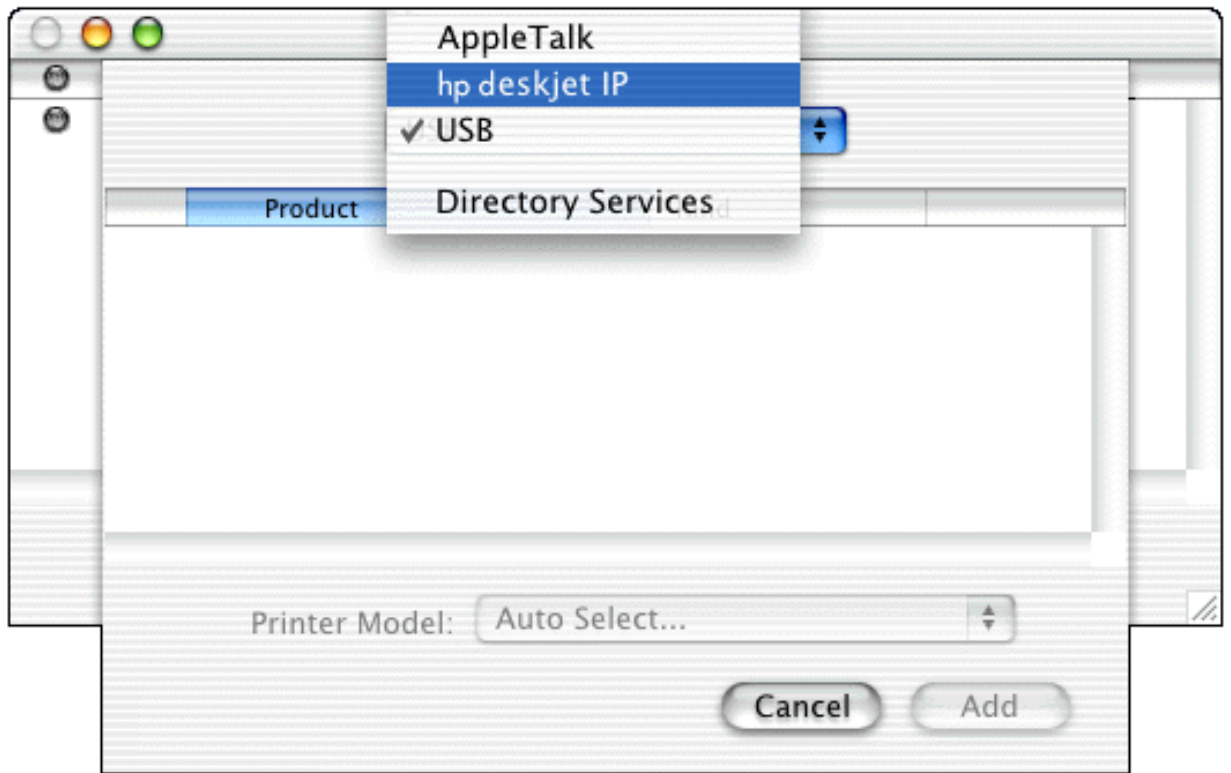 AppleTalk
hp deskjet IP
USB
Product
Directory Services
Printer Model: Auto Select...
Cancel
Add